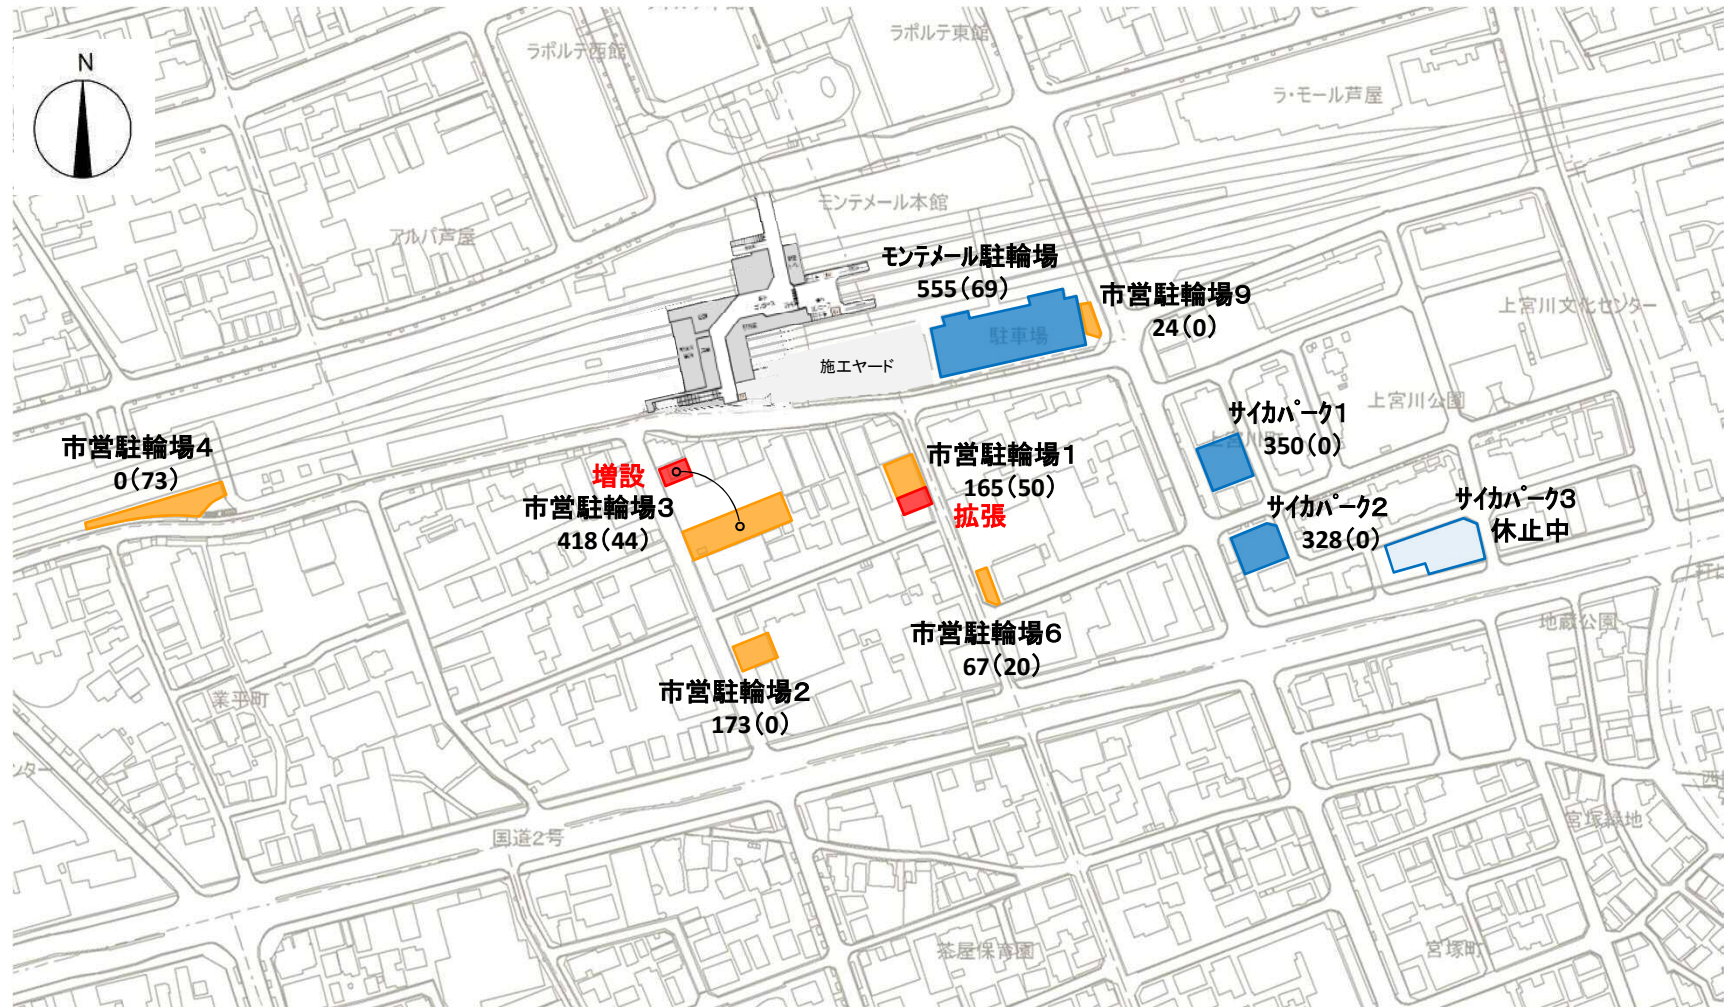 ラポルテ東館
ラポルテ西館
N
ラ・モール芦屋
モンテメール本館
アルパ芦屋
モンテメール駐輪場
555(69)
市営駐輪場9
24(0)
上宮川文化センター
駐車場
施工ヤード
上宮川公園
サイカパーク1
350(0)
市営駐輪場4
0(73)
市営駐輪場1
165(50)
拡張
増設
市営駐輪場3
418(44)
サイカパーク2
328(0)
サイカパーク3
休止中
地蔵公園
市営駐輪場6
67(20)
市営駐輪場2
173(0)
業平町
国道2号
宮塚緑地
茶屋保育園
宮塚町